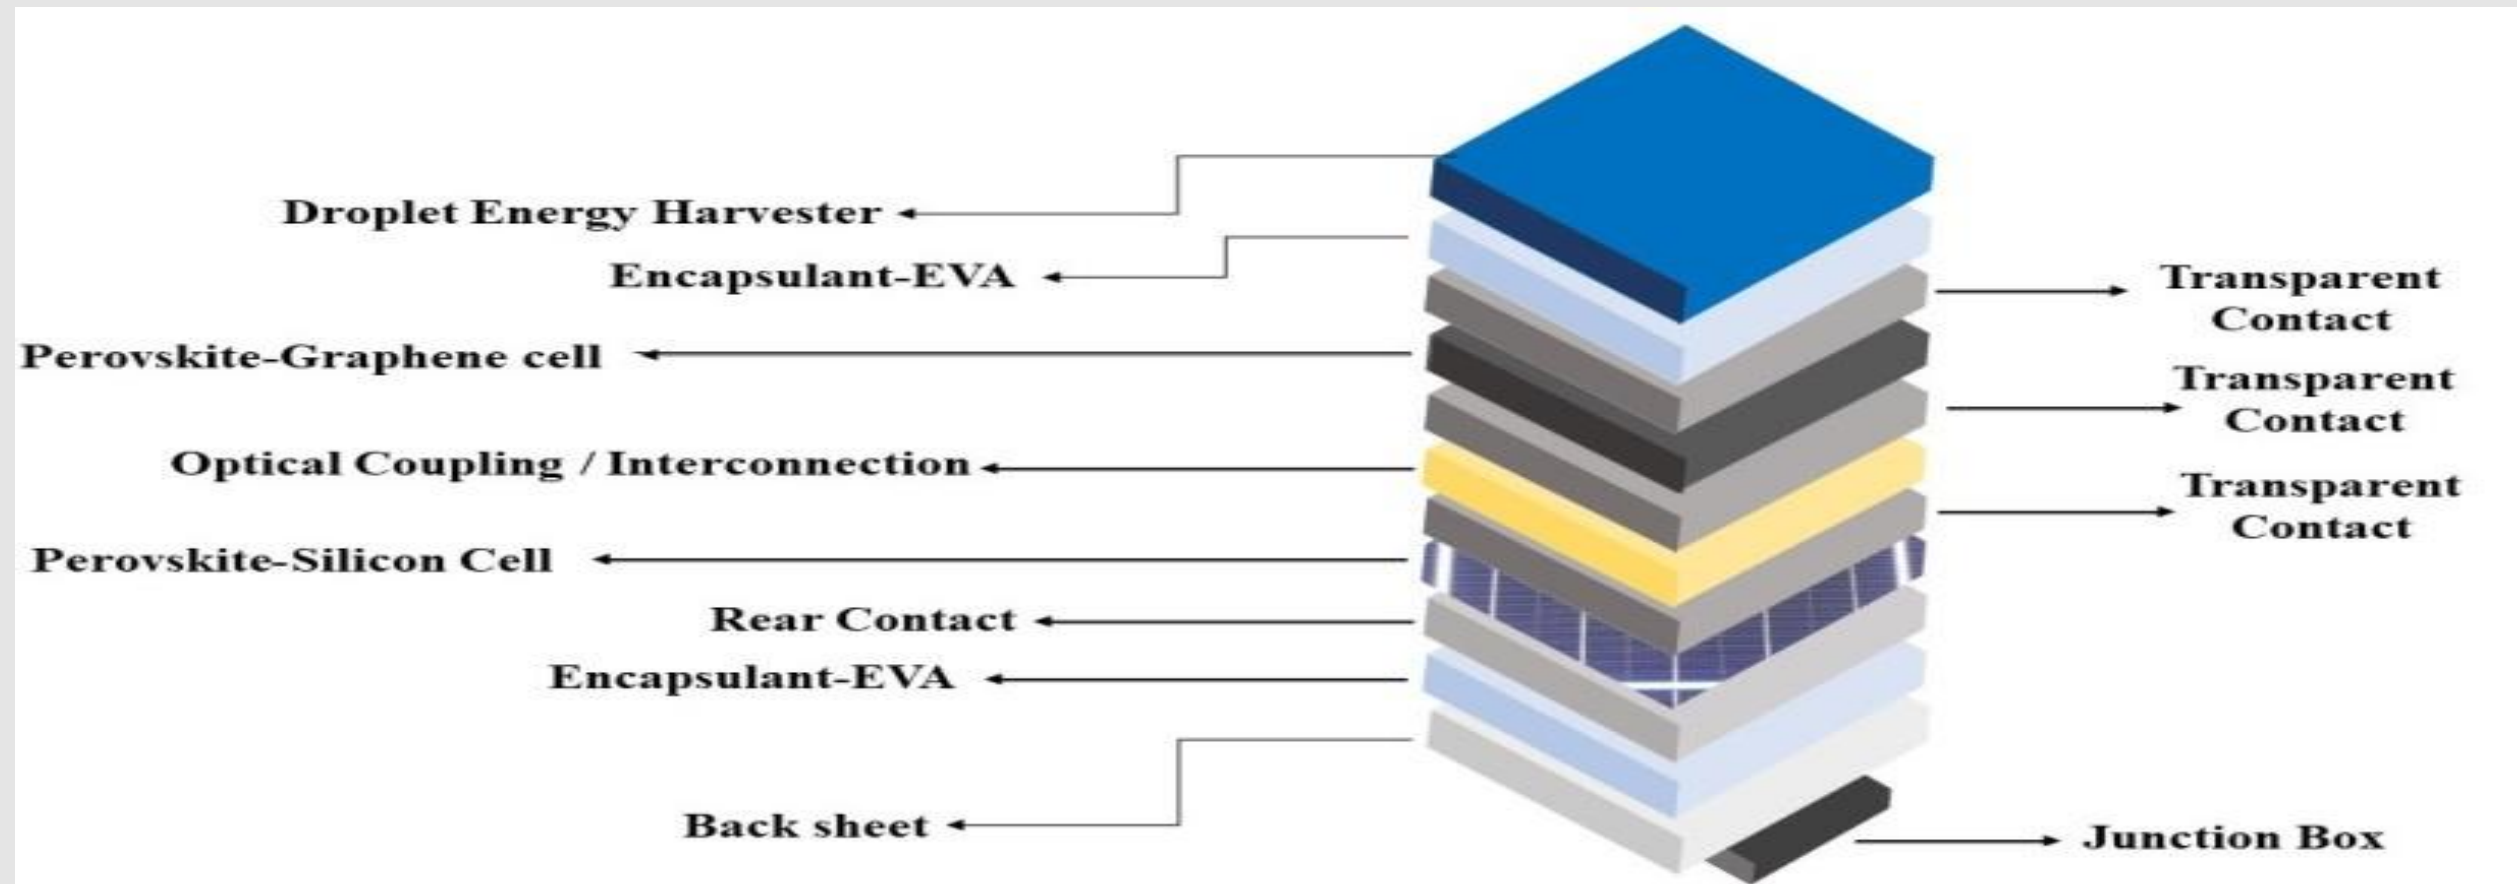 Droplet Energy Harvester
Encapsulant-EVA
Perovskite-Graphene cell
Optical Coupling / Interconnection
Perovskite-Silicon Cell
Rear Contact
Encapsulant-EVA
Back sheet
Transparent
Contact
Transparent
Contact
Transparent
Contact
Junction Box